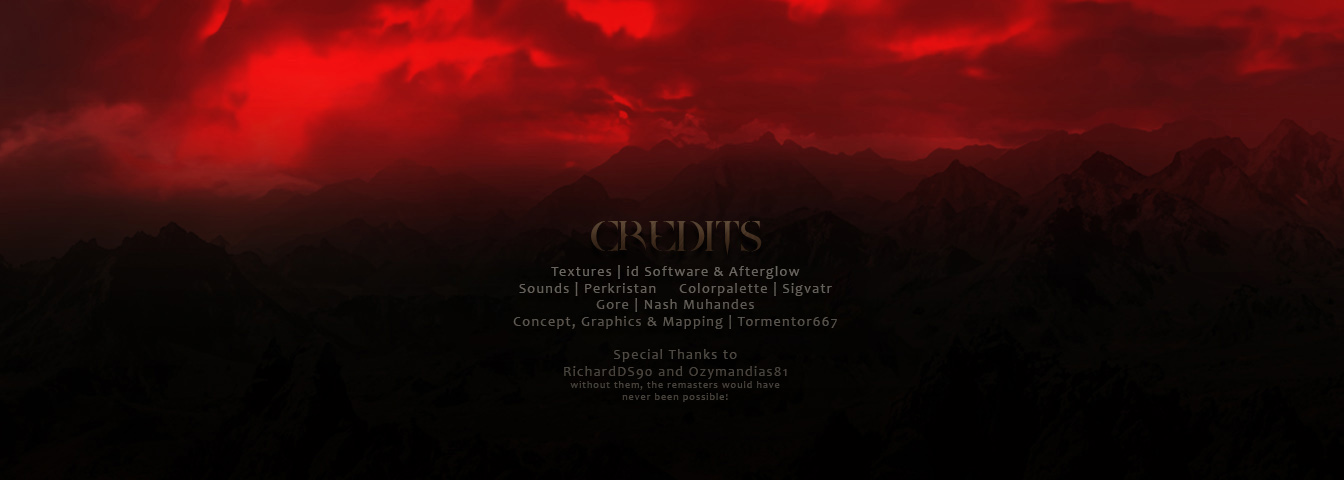 CREDITS
Textures | id Software & Afterglow
Sounds | Perkristan Colorpalette | Sigvatr
Gore | Nash Muhandes
Concept, Graphics & Mapping | Tormentor667
Special Thanks to
RichardDS90 and Ozymandias81
without them, the remasters would have
never been possible!